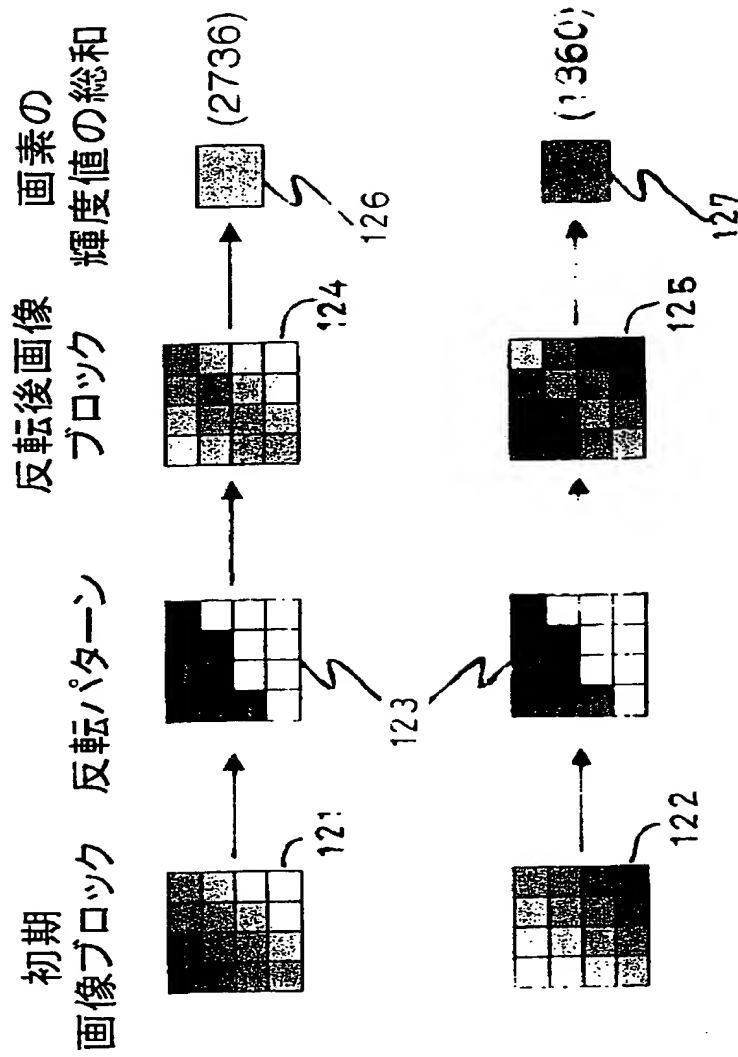 初期
画像ブロック
反転パターン
反転後画像
ブロック
画素の
輝度値の総和
121
123
124
126
(2736)
122
125
127
(1360)